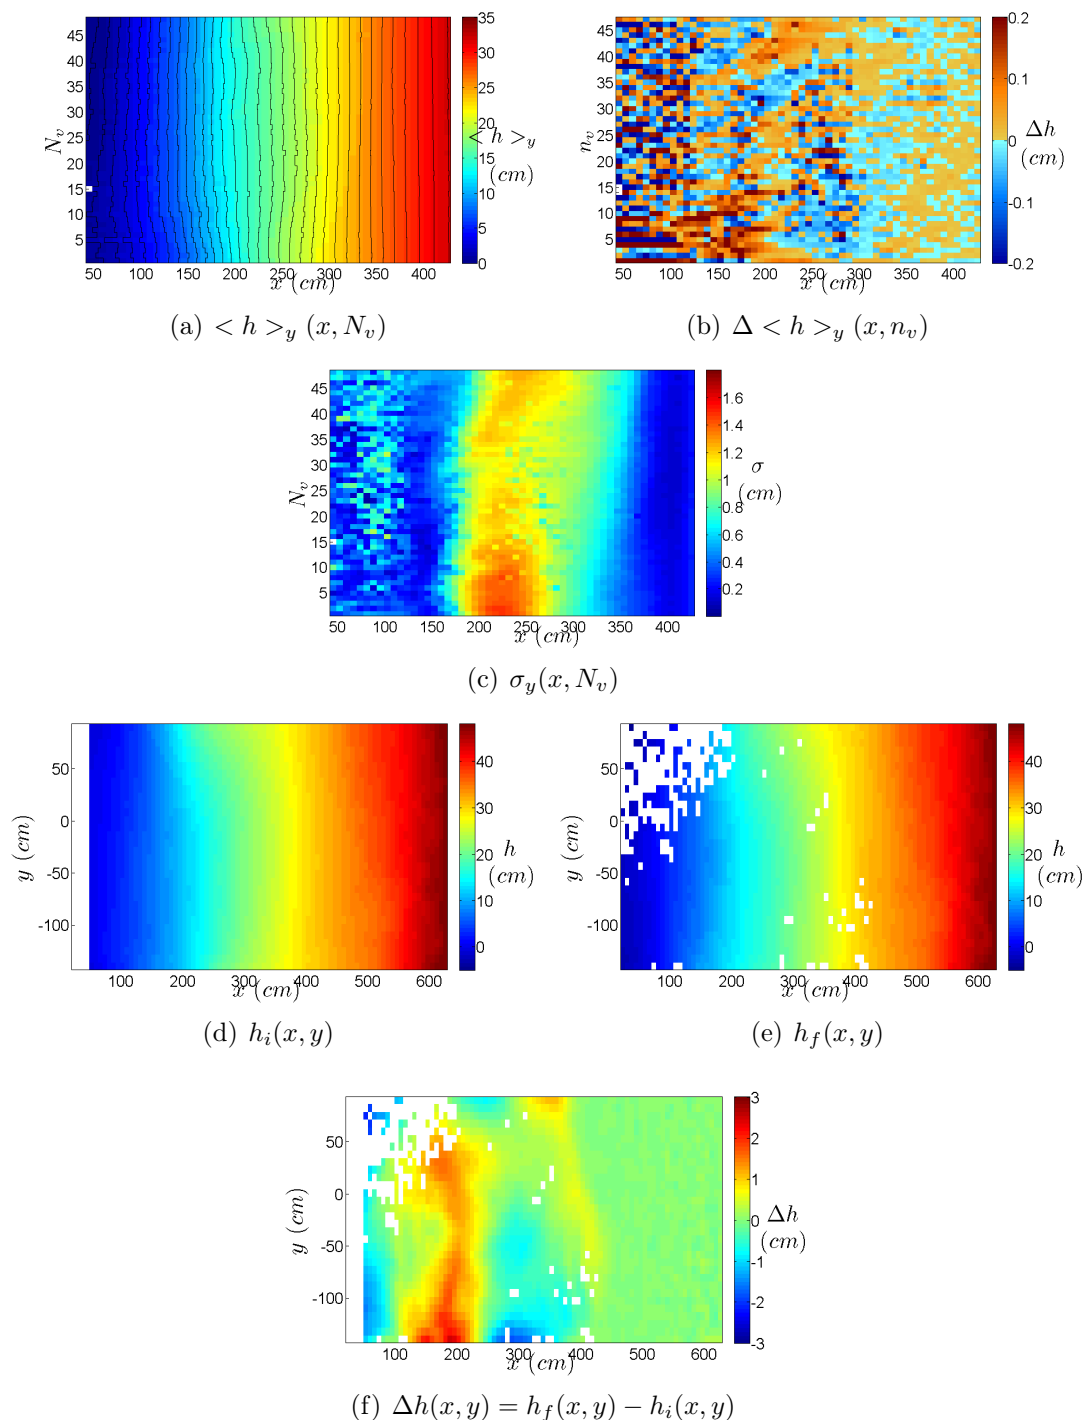 45
40
35
30
25
20
15
10
5
N_v
50 100 150 200 250 300 350 400
x (cm)
35
30
25
20
15
10
5
0
< h >_y
(cm)
(a) < h >_y (x, N_v)
45
40
35
30
25
20
14
10
5
n_v
50 100 150 200 250 300 350 400
x (cm)
0.2
0.1
0
-0.1
-0.2
Δh
(cm)
(b) Δ < h >_y (x, n_v)
45
40
35
30
25
20
15
10
5
N_v
50 100 150 200 250 300 350 400
x (cm)
1.6
1.4
1.2
1
0.8
0.6
0.4
0.2
σ
(cm)
(c) σ_y(x, N_v)
50
0
-50
-100
y (cm)
100 200 300 400 500 600
x (cm)
40
30
20
10
0
h
(cm)
(d) h_i(x, y)
50
0
-50
-100
y (cm)
100 200 300 400 500 600
x (cm)
40
30
20
10
0
h
(cm)
(e) h_f(x, y)
50
0
-50
-100
y (cm)
100 200 300 400 500 600
x (cm)
3
2
1
0
-1
-2
-3
Δh
(cm)
(f) Δh(x, y) = h_f(x, y) − h_i(x, y)